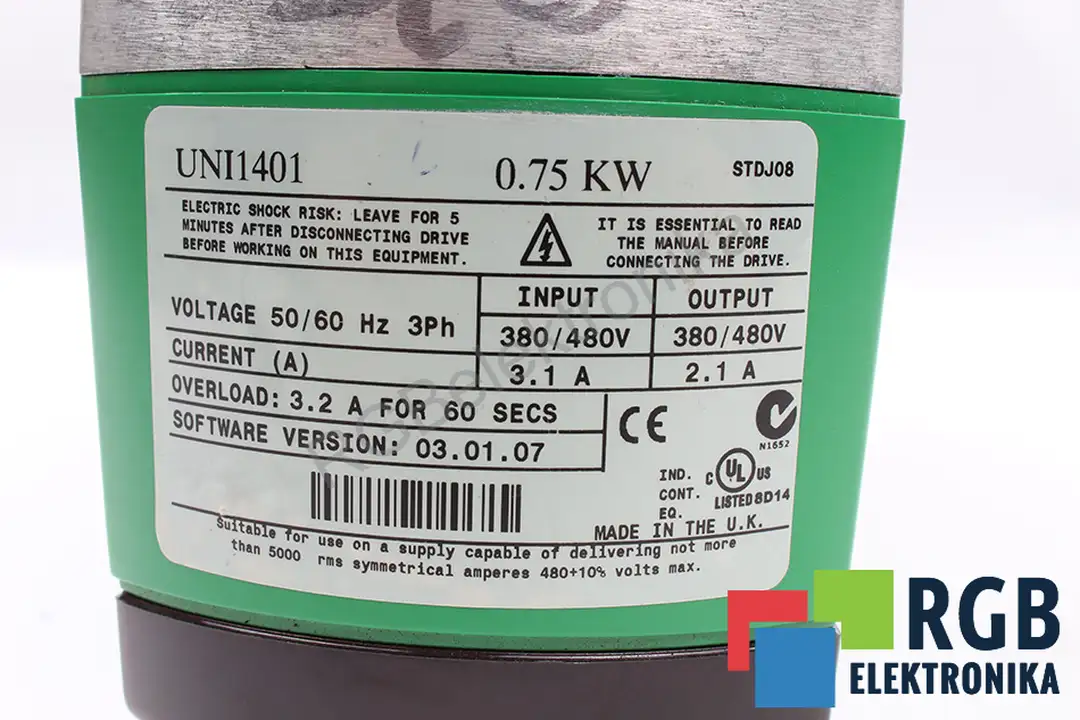 UNI1401 0.75 KW STDJ08
ELECTRIC SHOCK RISK: LEAVE FOR 5
MINUTES AFTER DISCONNECTING DRIVE
BEFORE WORKING ON THIS EQUIPMENT.
IT IS ESSENTIAL TO READ
THE MANUAL BEFORE
CONNECTING THE DRIVE.
INPUT OUTPUT
VOLTAGE 50/60 Hz 3Ph 380/480V 380/480V
CURRENT (A) 3.1 A 2.1 A
OVERLOAD: 3.2 A FOR 60 SECS
SOFTWARE VERSION: 03.01.07
CE
N1652
IND.
CONT.
EQ.
C UL US
LISTED 8D14
MADE IN THE U.K.
Suitable for use on a supply capable of delivering not more
than 5000 rms symmetrical amperes 480+10% volts max.
RGBelektronika
RGB
ELEKTRONIKA